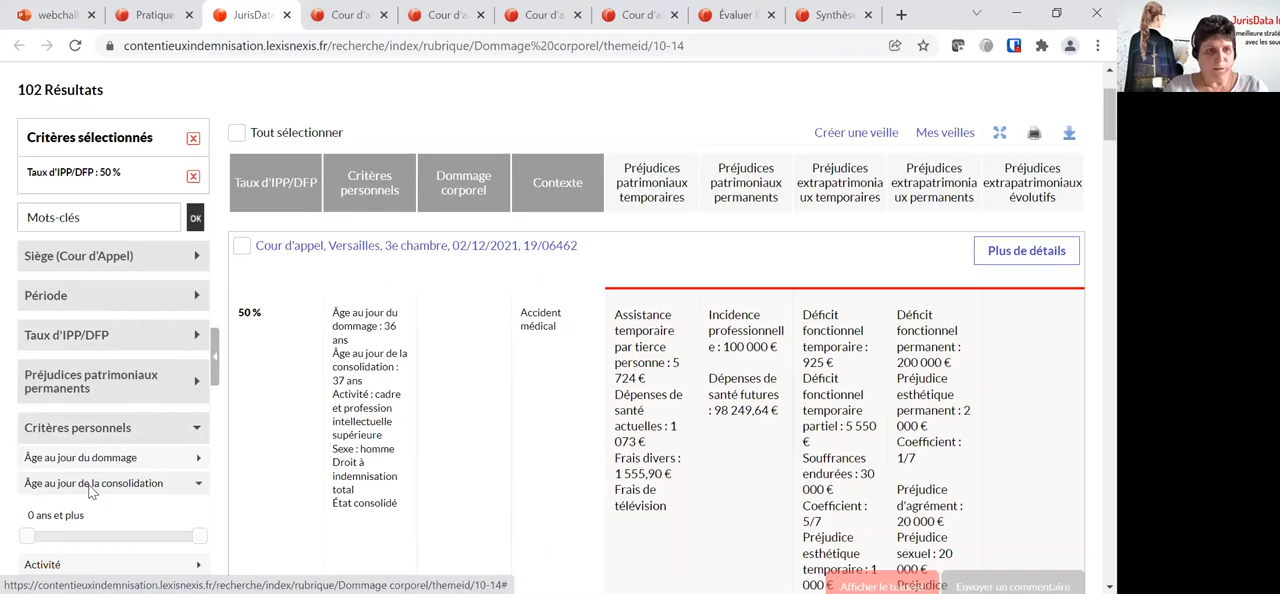 webchall
Pratique
JurisData
Cour d'a
Cour d'a
Cour d'a
Cour d'a
Évaluer l
Synthèse
contentieuxindemnisation.lexisnexis.fr/recherche/index/rubrique/Dommage%20corporel/themeid/10-14
JurisData In
meilleure straté
avec les sou
102 Résultats
Critères sélectionnés
Taux d'IPP/DFP : 50 %
Mots-clés
OK
Siège (Cour d'Appel)
Période
Taux d'IPP/DFP
Préjudices patrimoniaux
permanents
Critères personnels
Âge au jour du dommage
Âge au jour de la consolidation
0 ans et plus
Activité
Tout sélectionner
Créer une veille
Mes veilles
Taux d'IPP/DFP
Critères
personnels
Dommage
corporel
Contexte
Préjudices
patrimoniaux
temporaires
Préjudices
patrimoniaux
permanents
Préjudices
extrapatrimonia
ux temporaires
Préjudices
extrapatrimonia
ux permanents
Préjudices
extrapatrimoniaux
évolutifs
Cour d'appel, Versailles, 3e chambre, 02/12/2021, 19/06462
Plus de détails
50 %
Âge au jour du
dommage : 36
ans
Âge au jour de la
consolidation :
37 ans
Activité : cadre
et profession
intellectuelle
supérieure
Sexe : homme
Droit à
indemnisation
total
État consolidé
Accident
médical
Assistance
temporaire
par tierce
personne : 5
724 €
Dépenses de
santé
actuelles : 1
073 €
Frais divers :
1 555,90 €
Frais de
télévision
Incidence
professionnell
e : 100 000 €
Dépenses de
santé futures
: 98 249,64 €
Déficit
fonctionnel
temporaire :
925 €
Déficit
fonctionnel
temporaire
partiel : 5 550
€
Souffrances
endurées : 30
000 €
Coefficient :
5/7
Préjudice
esthétique
temporaire : 1
000 €
Déficit
fonctionnel
permanent :
200 000 €
Préjudice
esthétique
permanent : 2
000 €
Coefficient :
1/7
Préjudice
d'agrément :
20 000 €
Préjudice
sexuel : 20
000 €
Préjudice
Afficher le
Envoyer un commentaire
https://contentieuxindemnisation.lexisnexis.fr/recherche/index/rubrique/Dommage corporel/themeid/10-14#